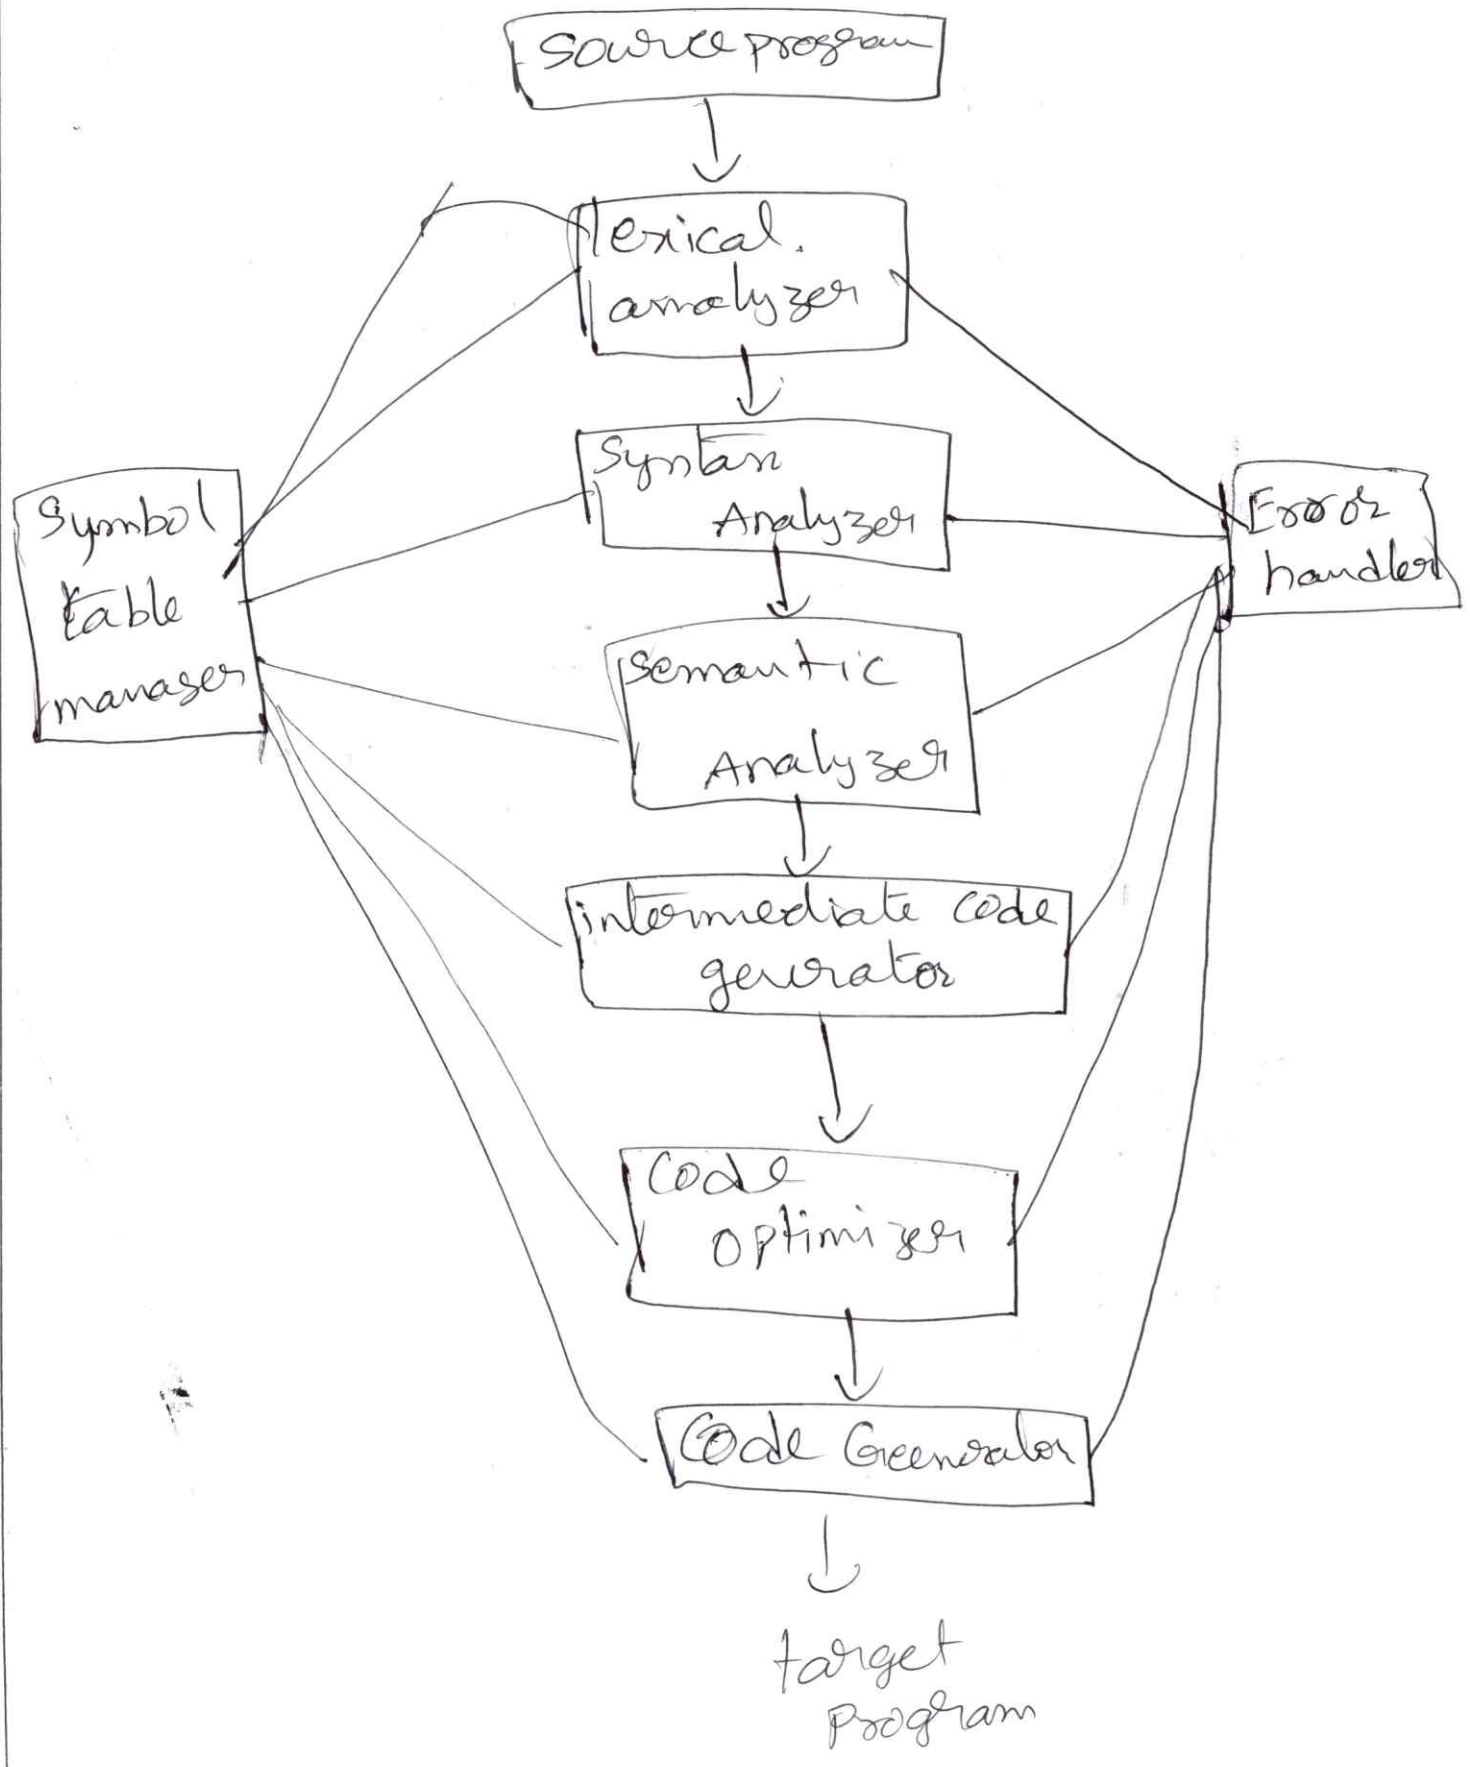 Source program
lexical.
analyzer
Syntax
Analyzer
Symbol
table
manager
Error
handler
Semantic
Analyzer
intermediate code
generator
Code
optimizer
Code Geenerator
target
program